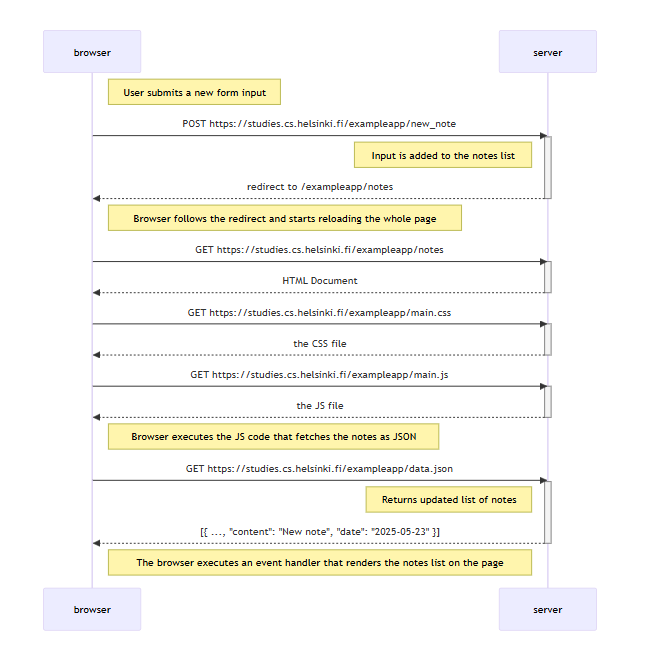 browser
server
User submits a new form input
POST https://studies.cs.helsinki.fi/exampleapp/new_note
Input is added to the notes list
redirect to /exampleapp/notes
Browser follows the redirect and starts reloading the whole page
GET https://studies.cs.helsinki.fi/exampleapp/notes
HTML Document
GET https://studies.cs.helsinki.fi/exampleapp/main.css
the CSS file
GET https://studies.cs.helsinki.fi/exampleapp/main.js
the JS file
Browser executes the JS code that fetches the notes as JSON
GET https://studies.cs.helsinki.fi/exampleapp/data.json
Returns updated list of notes
[{ ..., "content": "New note", "date": "2025-05-23" }]
The browser executes an event handler that renders the notes list on the page
browser
server